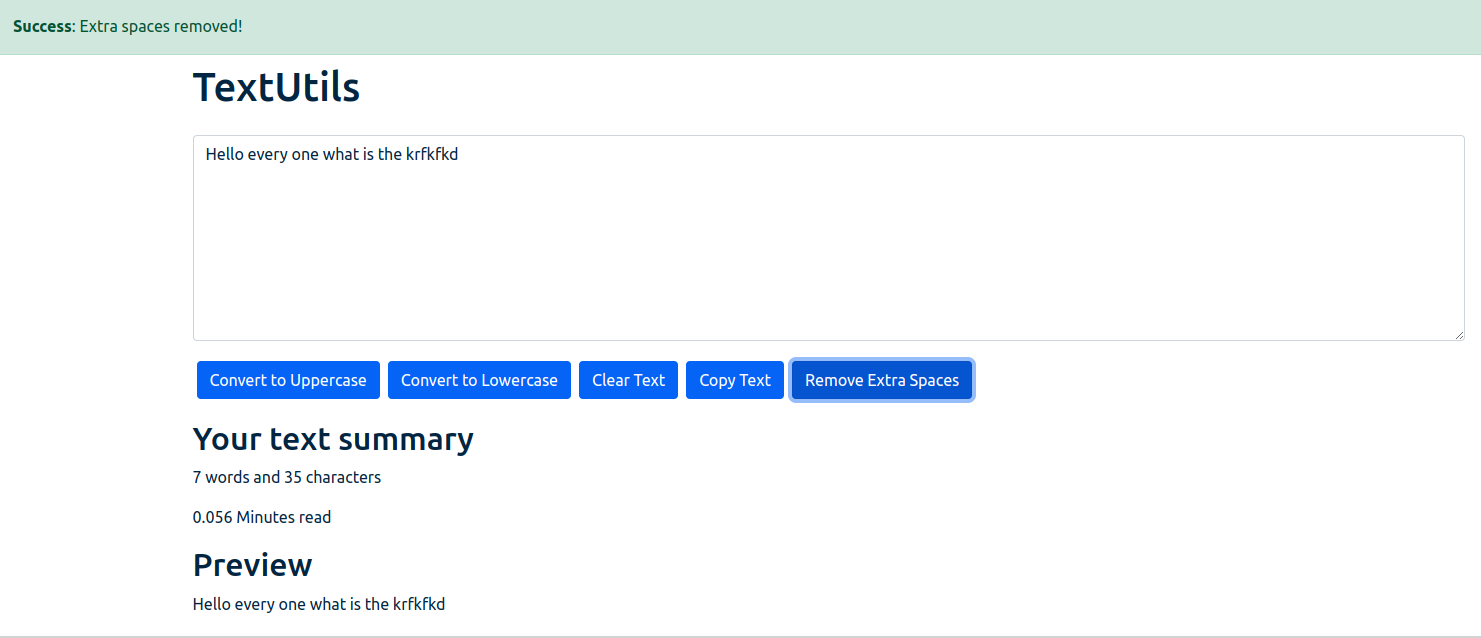 Success: Extra spaces removed!
TextUtils
Hello every one what is the krfkfkd
Convert to Uppercase Convert to Lowercase Clear Text Copy Text Remove Extra Spaces
Your text summary
7 words and 35 characters
0.056 Minutes read
Preview
Hello every one what is the krfkfkd